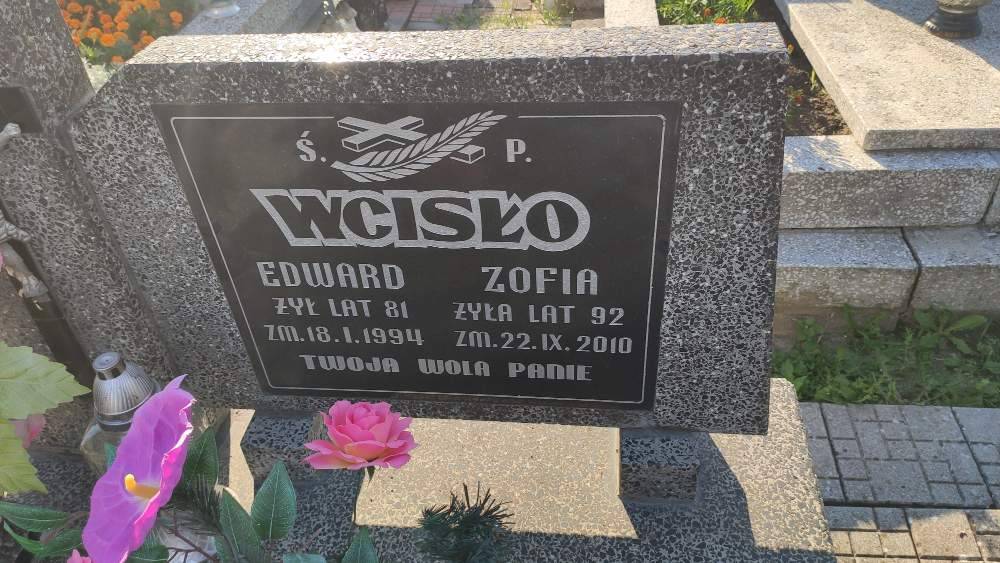 Ś. P.
WCISŁO
EDWARD ZOFIA
ŻYŁ LAT 81 ŻYŁA LAT 92
ZM.18.I.1994 ZM.22.IX.2010
TWOJA WOLA PANIE